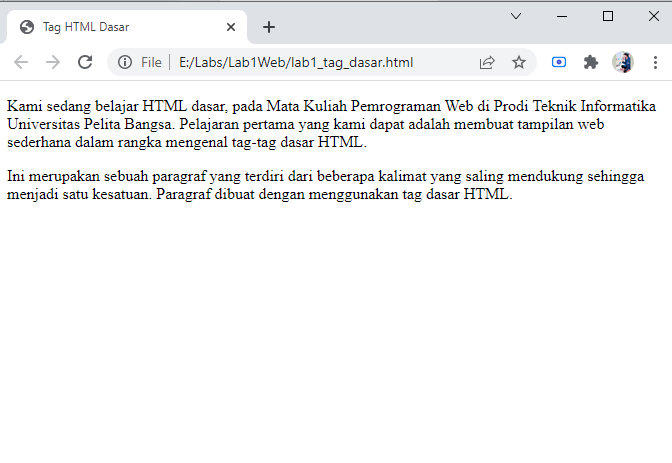 Tag HTML Dasar
File
E:/Labs/Lab1Web/lab1_tag_dasar.html
Kami sedang belajar HTML dasar, pada Mata Kuliah Pemrograman Web di Prodi Teknik Informatika
Universitas Pelita Bangsa. Pelajaran pertama yang kami dapat adalah membuat tampilan web
sederhana dalam rangka mengenal tag-tag dasar HTML.
Ini merupakan sebuah paragraf yang terdiri dari beberapa kalimat yang saling mendukung sehingga
menjadi satu kesatuan. Paragraf dibuat dengan menggunakan tag dasar HTML.